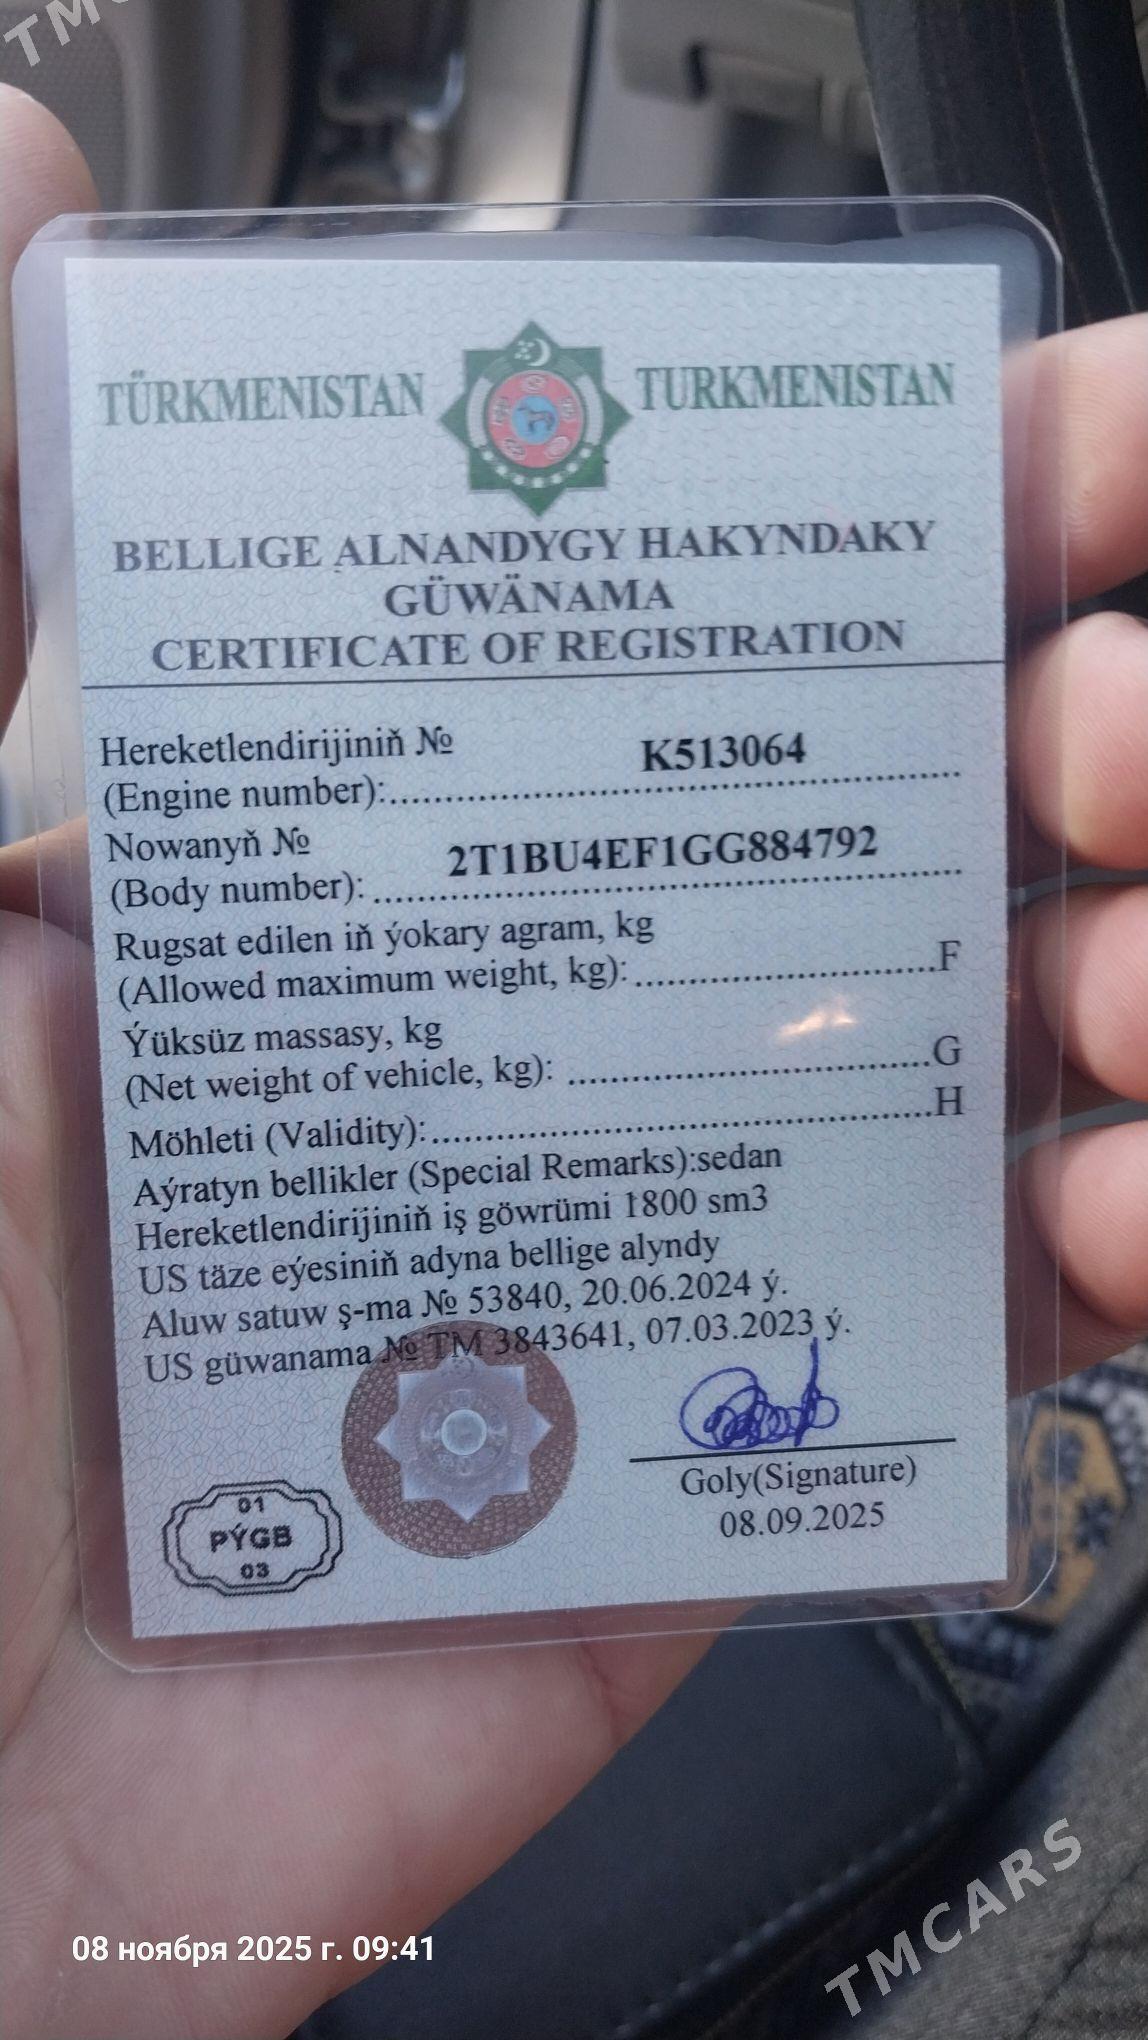 TÜRKMENISTAN TURKMENISTAN
BELLIGE ALNANDYGY HAKYNDAKY
GÜWÄNAMA
CERTIFICATE OF REGISTRATION
Hereketlendirijiniň № K513064
(Engine number):
Nowanyň № 2T1BU4EF1GG884792
(Body number):
Rugsat edilen iň ýokary agram, kg
(Allowed maximum weight, kg): F
Ýüksüz massasy, kg
(Net weight of vehicle, kg): G
Möhleti (Validity): H
Aýratyn bellikler (Special Remarks):sedan
Hereketlendirijiniň iş göwrümi 1800 sm3
US täze eýesiniň adyna bellige alyndy
Aluw satuw ş-ma № 53840, 20.06.2024 ý.
US güwanama № TM 3843641, 07.03.2023 ý.
Goly(Signature)
08.09.2025
01
PÝGB
03
08 ноября 2025 г. 09:41
TMCARS